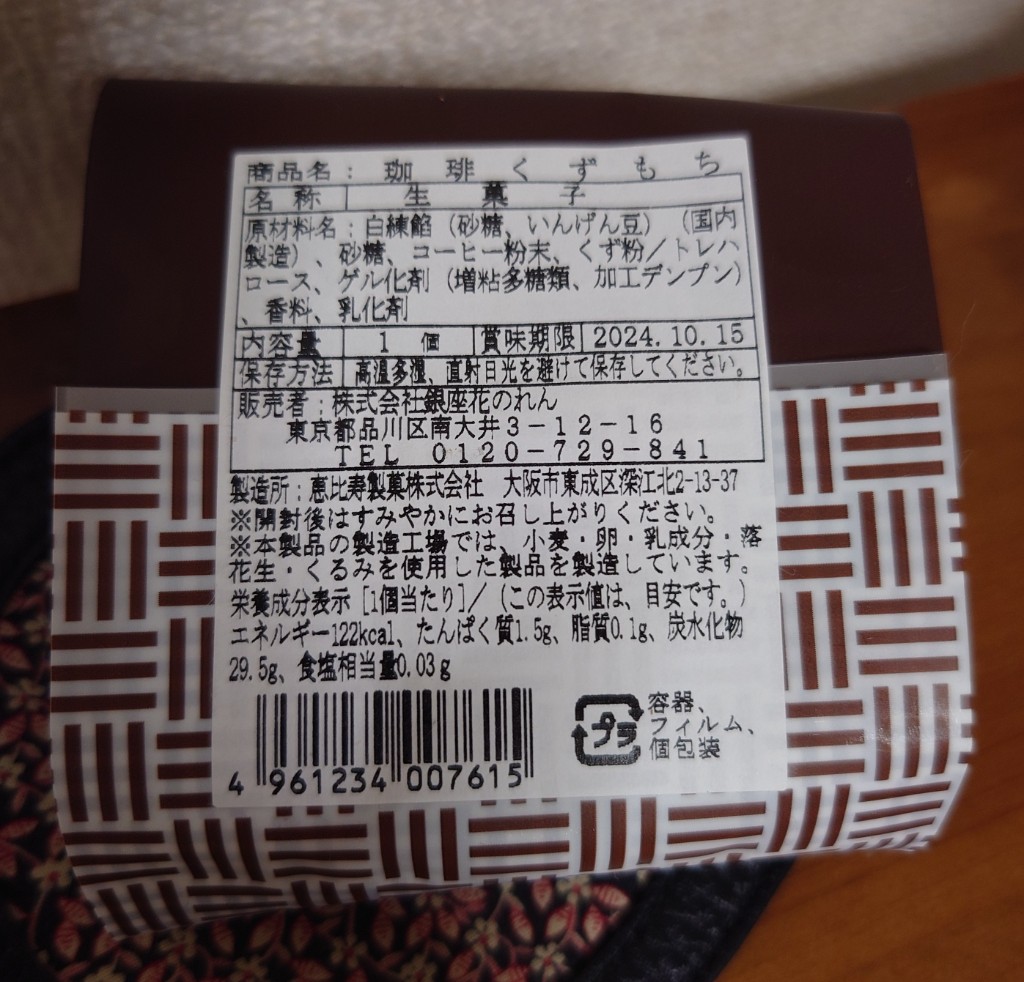 商品名：珈琲くずもち
名称 生菓子
原材料名：白練餡（砂糖、いんげん豆）（国内
製造）、砂糖、コーヒー粉末、くず粉／トレハ
ロース、ゲル化剤（増粘多糖類、加工デンプン）
、香料、乳化剤
内容量 1個 賞味期限 2024.10.15
保存方法 高温多湿、直射日光を避けて保存してください。
販売者：株式会社銀座花のれん
東京都品川区南大井3－12－16
TEL 0120－729－841
製造所：恵比寿製菓株式会社 大阪市東成区深江北2-13-37
※開封後はすみやかにお召し上がりください。
※本製品の製造工場では、小麦・卵・乳成分・落
花生・くるみを使用した製品を製造しています。
栄養成分表示［1個当たり］／（この表示値は、目安です。）
エネルギー122kcal、たんぱく質1.5g、脂質0.1g、炭水化物
29.5g、食塩相当量0.03g
プラ
容器、
フィルム、
個包装
4 961234 007615